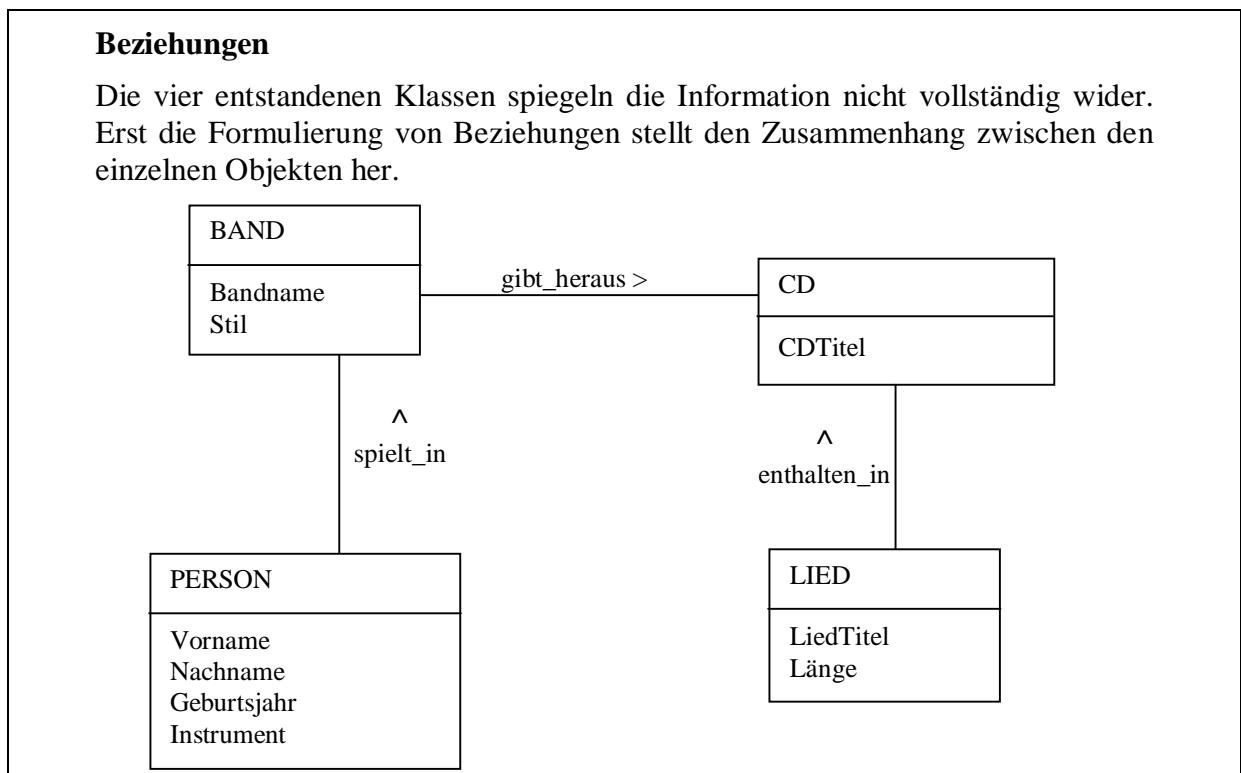 Beziehungen
Die vier entstandenen Klassen spiegeln die Information nicht vollständig wider.
Erst die Formulierung von Beziehungen stellt den Zusammenhang zwischen den
einzelnen Objekten her.
BAND
Bandname
Stil
gibt_heraus >
CD
CDTitel
^
spielt_in
^
enthalten_in
PERSON
Vorname
Nachname
Geburtsjahr
Instrument
LIED
LiedTitel
Länge